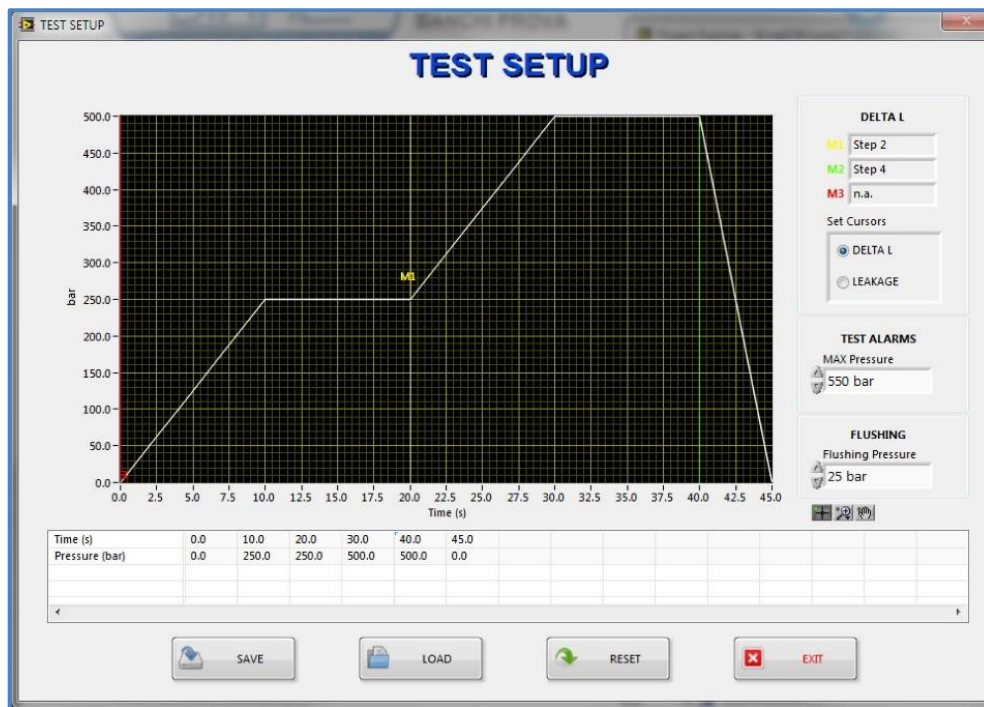 TEST SETUP
BANCHI PROVA
TEST SETUP
DELTA L
M1 Step 2
M2 Step 4
M3 n.a.
Set Cursors
DELTA L
LEAKAGE
TEST ALARMS
MAX Pressure
550 bar
FLUSHING
Flushing Pressure
25 bar
bar
500.0
450.0
400.0
350.0
300.0
250.0
200.0
150.0
100.0
50.0
0.0
M1
0.0 2.5 5.0 7.5 10.0 12.5 15.0 17.5 20.0 22.5 25.0 27.5 30.0 32.5 35.0 37.5 40.0 42.5 45.0
Time (s)
Time (s) 0.0 10.0 20.0 30.0 40.0 45.0
Pressure (bar) 0.0 250.0 250.0 500.0 500.0 0.0
SAVE LOAD RESET EXIT